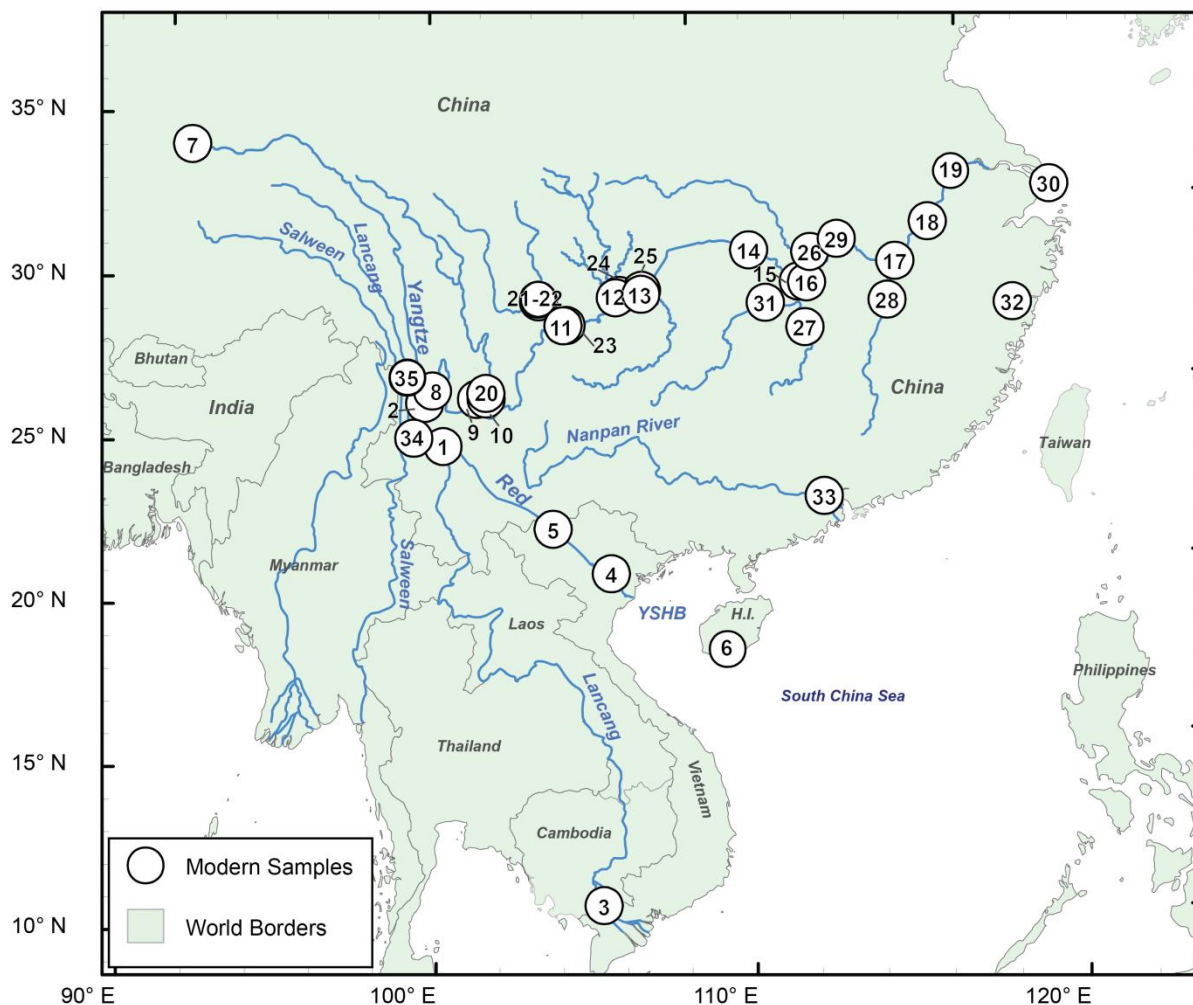 35° N
China
7
19
30
Salween
Lancang
18
14
29
26
25
17
30° N
24
15
16
21-22
12
13
31
28
32
Yangtze
11
27
23
Bhutan
35
8
20
China
India
2
9
10
25° N
34
1
Nanpan River
Taiwan
Bangladesh
Red
33
5
Myanmar
Salween
4
20° N
YSHB
H.I.
Laos
6
Philippines
Lancang
South China Sea
15° N
Thailand
Vietnam
Cambodia
Modern Samples
3
World Borders
10° N
90° E
100° E
110° E
120° E